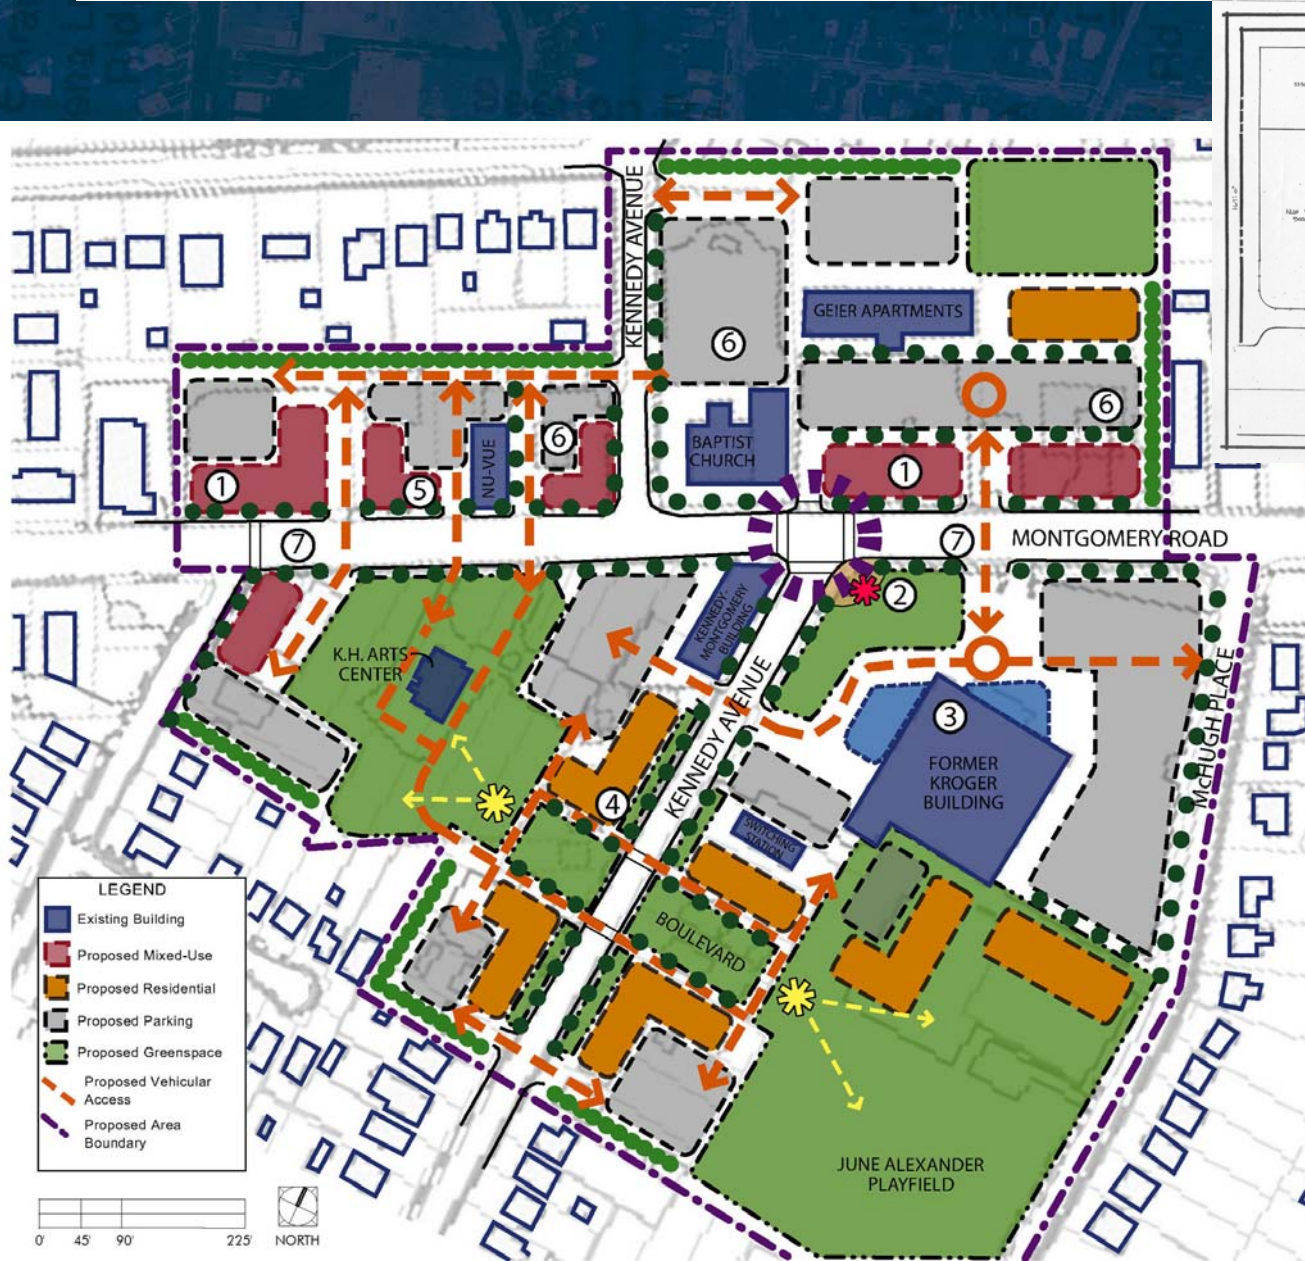 KENNEDY AVENUE
GEIER APARTMENTS
6
6
6
BAPTIST
CHURCH
NU-VUE
1
5
1
7
7
MONTGOMERY ROAD
2
KENNEDY-
MONTGOMERY
BUILDING
K.H. ARTS
CENTER
KENNEDY AVENUE
McHUGH PLACE
3
FORMER
KROGER
BUILDING
4
SWITCHING
STATION
BOULEVARD
JUNE ALEXANDER
PLAYFIELD
LEGEND
Existing Building
Proposed Mixed-Use
Proposed Residential
Proposed Parking
Proposed Greenspace
Proposed Vehicular
Access
Proposed Area
Boundary
0' 45' 90' 225'
NORTH